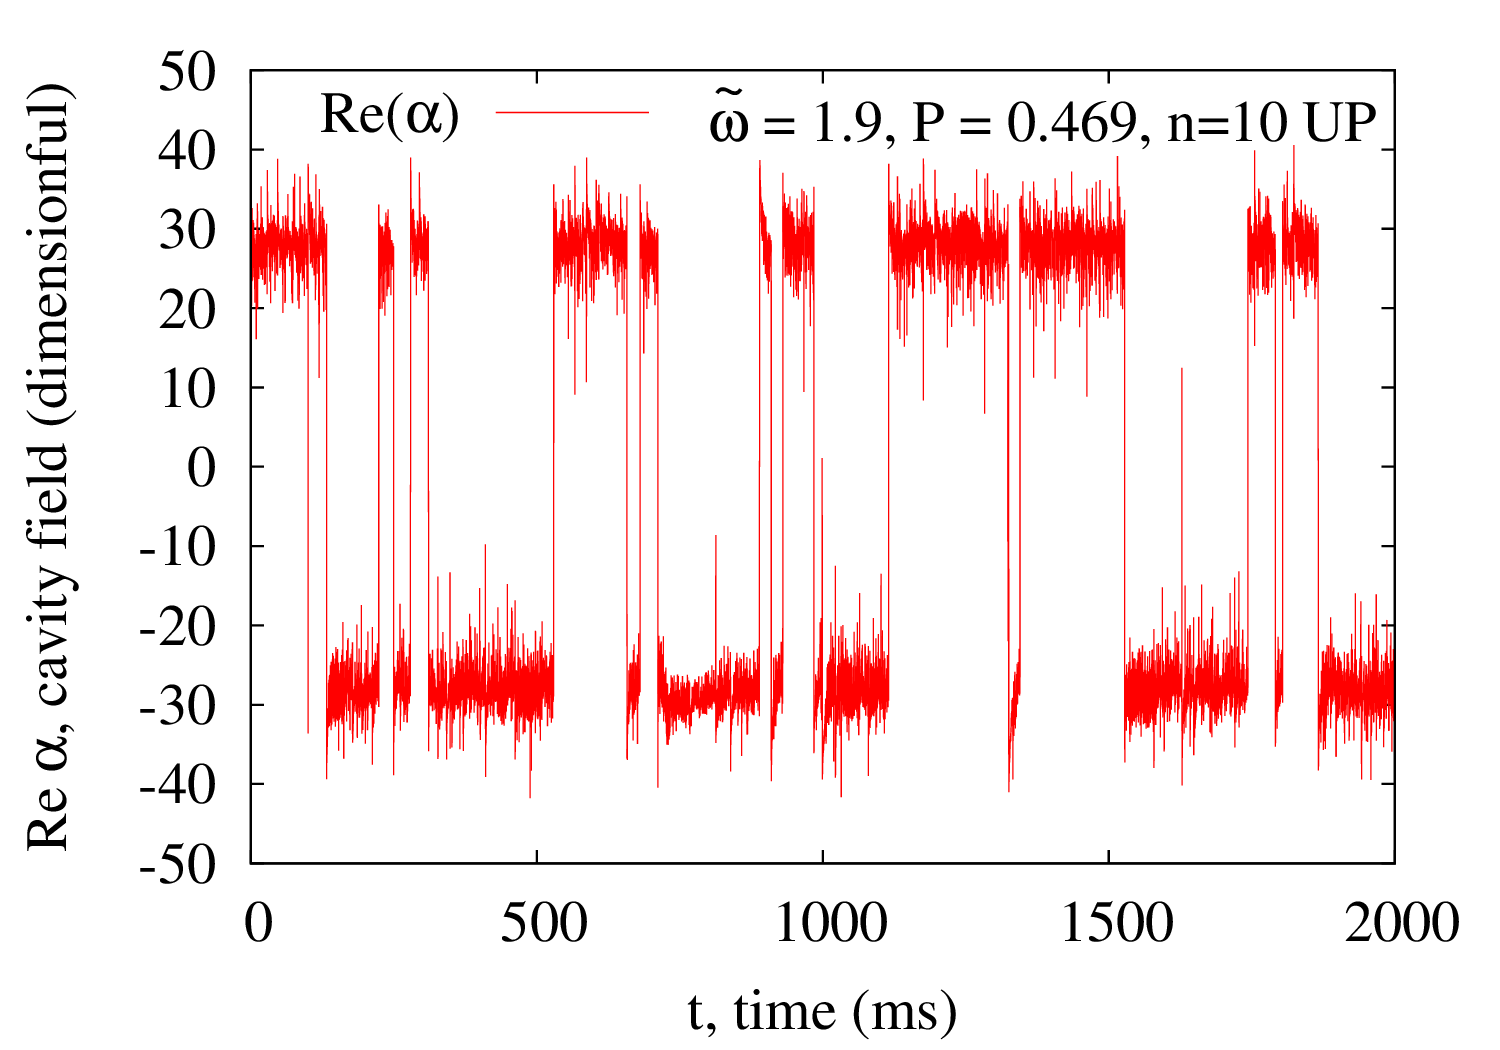 Re(α)
ω̃ = 1.9, P = 0.469, n=10 UP
Re α, cavity field (dimensionful)
50
40
30
20
10
0
-10
-20
-30
-40
-50
0 500 1000 1500 2000
t, time (ms)